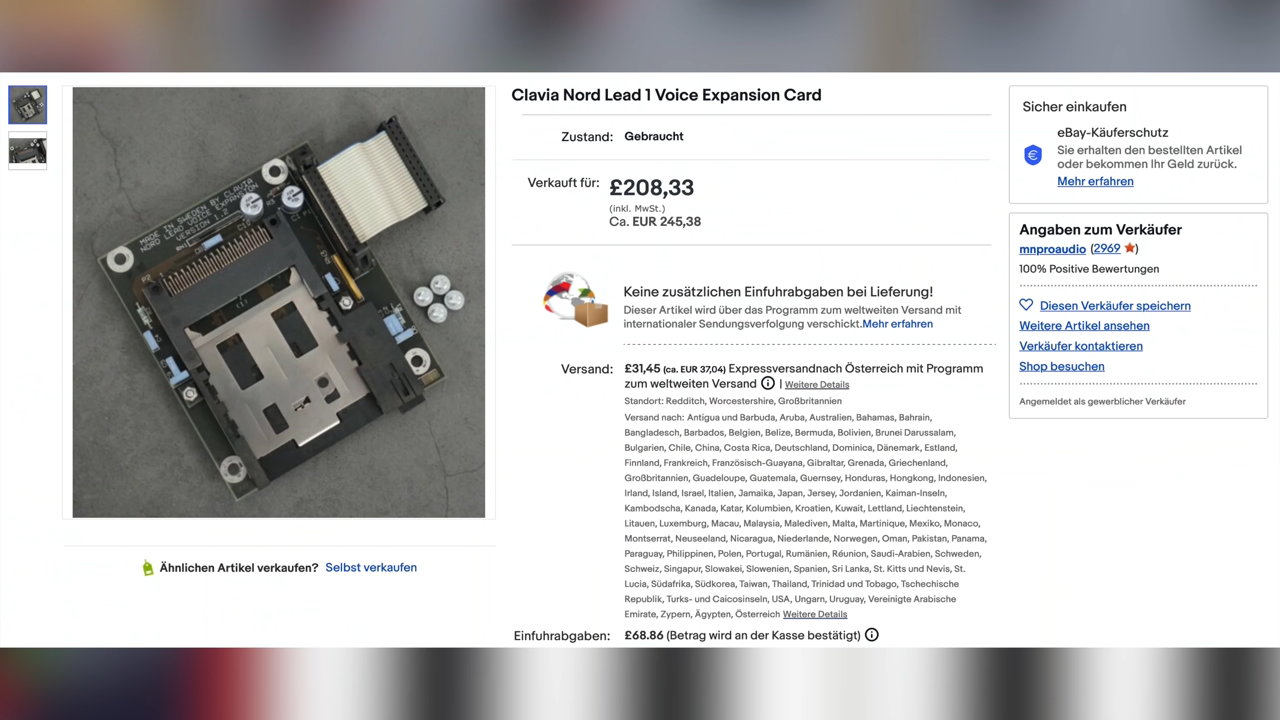 Clavia Nord Lead 1 Voice Expansion Card
Zustand: Gebraucht
Verkauft für: £208,33
(inkl. MwSt.)
Ca. EUR 245,38
MADE IN SWEDEN BY CLAVIA
NORD LEAD VOICE EXPANSION
VERSION 1.2
Keine zusätzlichen Einfuhrabgaben bei Lieferung!
Dieser Artikel wird über das Programm zum weltweiten Versand mit
internationaler Sendungsverfolgung verschickt.Mehr erfahren
Versand: £31,45 (ca. EUR 37,04) Expressversandnach Österreich mit Programm
zum weltweiten Versand | Weitere Details
Standort: Redditch, Worcestershire, Großbritannien
Versand nach: Antigua und Barbuda, Aruba, Australien, Bahamas, Bahrain,
Bangladesch, Barbados, Belgien, Belize, Bermuda, Bolivien, Brunei Darussalam,
Bulgarien, Chile, China, Costa Rica, Deutschland, Dominica, Dänemark, Estland,
Finnland, Frankreich, Französisch-Guayana, Gibraltar, Grenada, Griechenland,
Großbritannien, Guadeloupe, Guatemala, Guernsey, Honduras, Hongkong, Indonesien,
Irland, Island, Israel, Italien, Jamaika, Japan, Jersey, Jordanien, Kaiman-Inseln,
Kambodscha, Kanada, Katar, Kolumbien, Kroatien, Kuwait, Lettland, Liechtenstein,
Litauen, Luxemburg, Macau, Malaysia, Malediven, Malta, Martinique, Mexiko, Monaco,
Montserrat, Neuseeland, Nicaragua, Niederlande, Norwegen, Oman, Pakistan, Panama,
Paraguay, Philippinen, Polen, Portugal, Rumänien, Réunion, Saudi-Arabien, Schweden,
Schweiz, Singapur, Slowakei, Slowenien, Spanien, Sri Lanka, St. Kitts und Nevis, St.
Lucia, Südafrika, Südkorea, Taiwan, Thailand, Trinidad und Tobago, Tschechische
Republik, Turks- und Caicosinseln, USA, Ungarn, Uruguay, Vereinigte Arabische
Emirate, Zypern, Ägypten, Österreich Weitere Details
Einfuhrabgaben: £68.86 (Betrag wird an der Kasse bestätigt)
Ähnlichen Artikel verkaufen? Selbst verkaufen
Sicher einkaufen
eBay-Käuferschutz
Sie erhalten den bestellten Artikel
oder bekommen Ihr Geld zurück.
Mehr erfahren
Angaben zum Verkäufer
mnproaudio (2969)
100% Positive Bewertungen
Diesen Verkäufer speichern
Weitere Artikel ansehen
Verkäufer kontaktieren
Shop besuchen
Angemeldet als gewerblicher Verkäufer